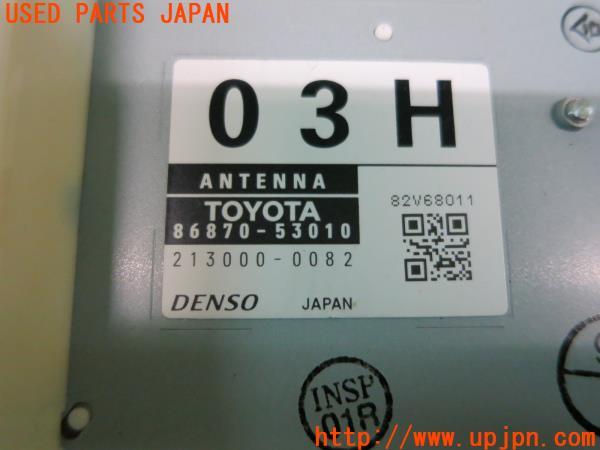 USED PARTS JAPAN
03H
ANTENNA
TOYOTA
86870-53010
82V68011
213000-0082
DENSO JAPAN
INSP
01R
http://www.upjpn.com